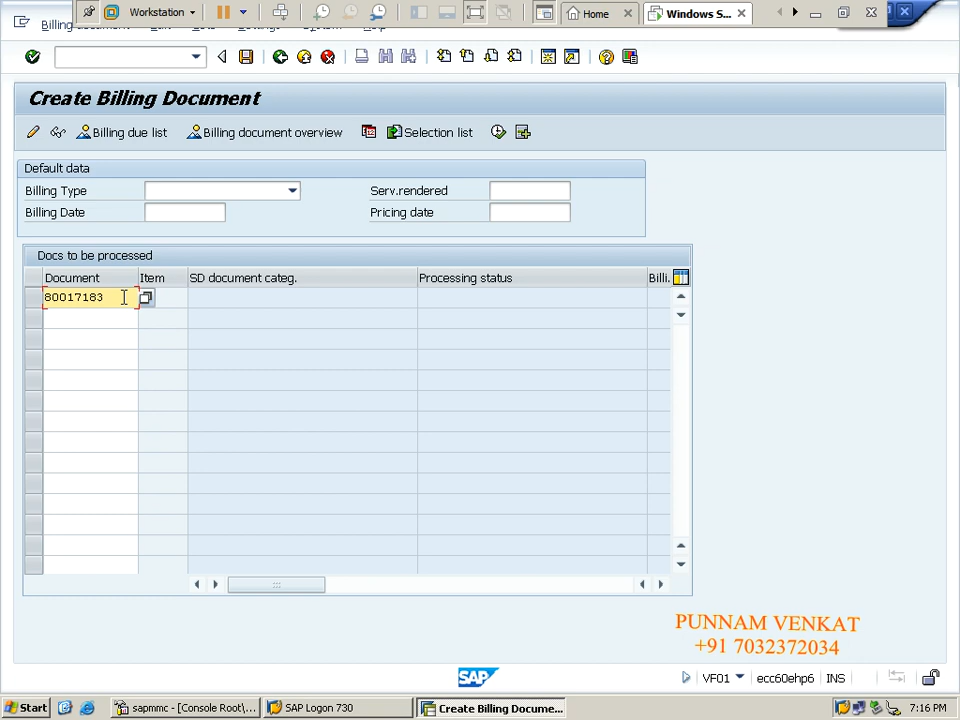 Workstation
Home
Windows S...
Create Billing Document
Billing due list
Billing document overview
Selection list
Default data
Billing Type
Serv.rendered
Billing Date
Pricing date
Docs to be processed
Document
Item
SD document categ.
Processing status
Billi.
80017183
PUNNAM VENKAT
+91 7032372034
SAP
VF01
ecc60ehp6
INS
Start
sapmmc - [Console Root\...
SAP Logon 730
Create Billing Docume...
7:16 PM